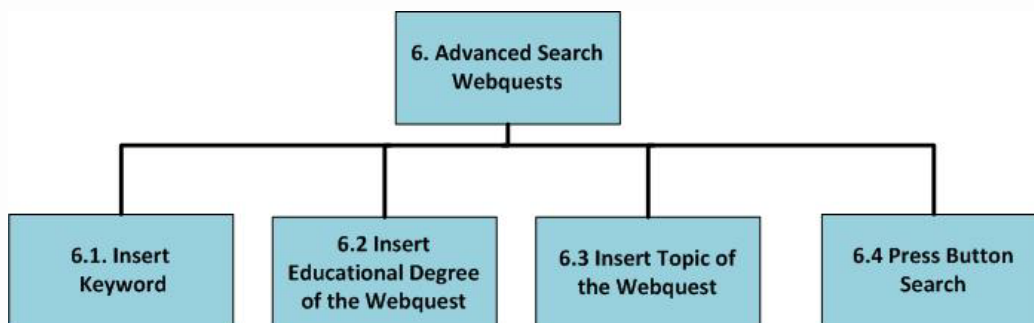 6. Advanced Search
Webquests
6.1. Insert
Keyword
6.2 Insert
Educational Degree
of the Webquest
6.3 Insert Topic of
the Webquest
6.4 Press Button
Search